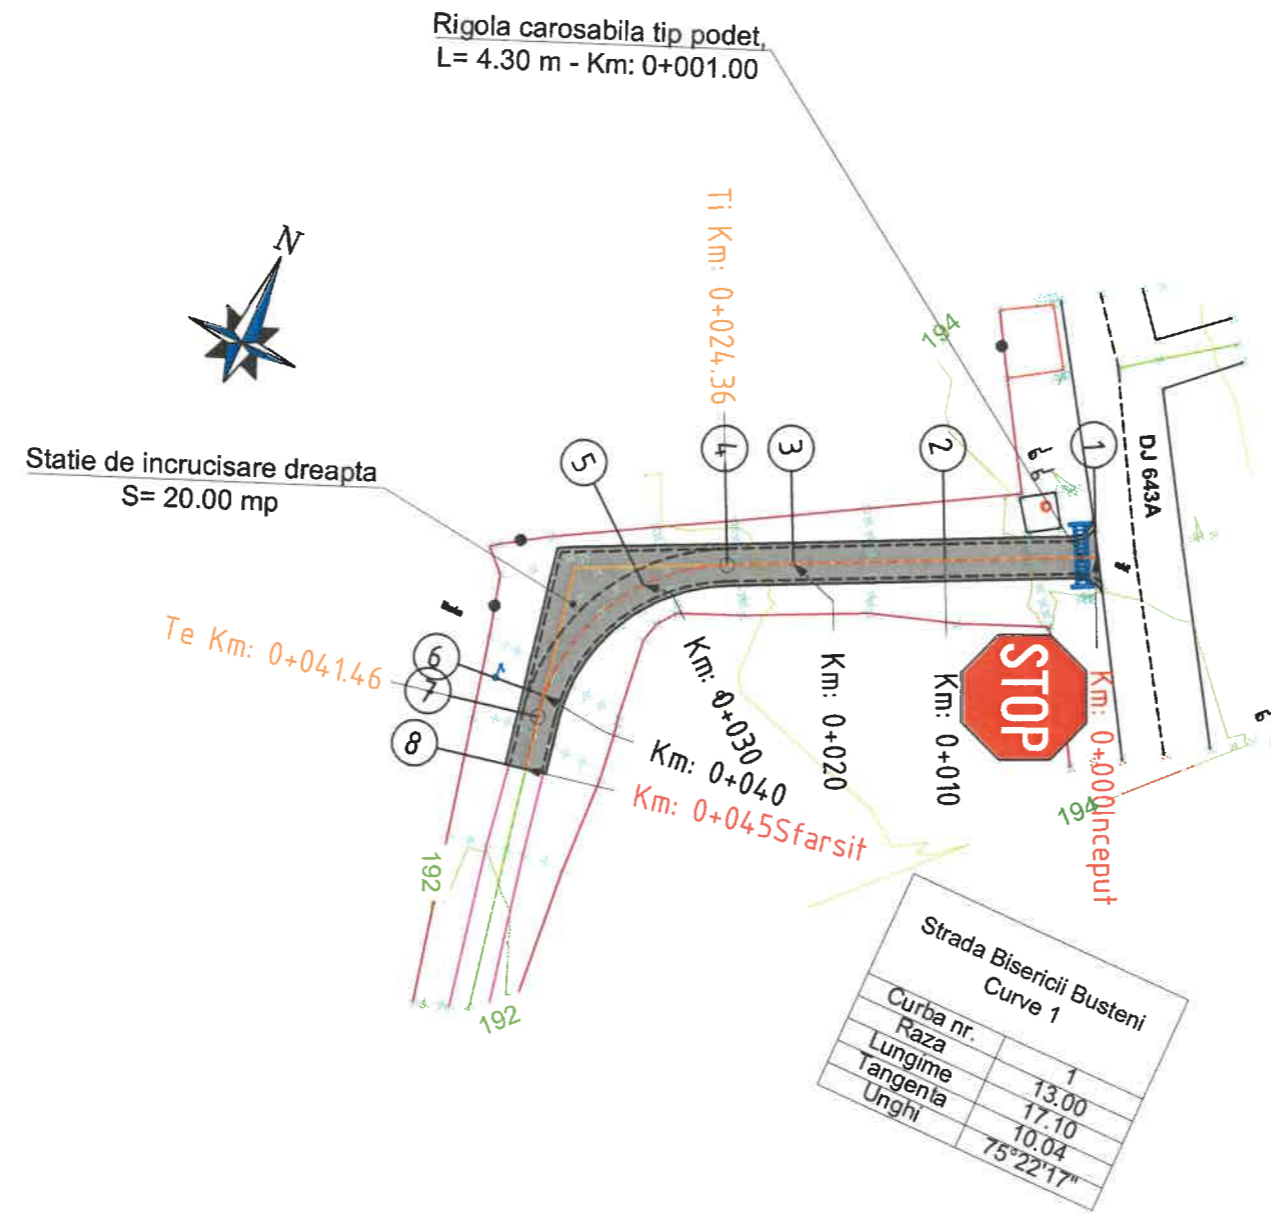 Rigola carosabila tip podet,
L= 4.30 m - Km: 0+001.00
N
Ti Km: 0+024.36
194
Statie de incrucisare dreapta
S= 20.00 mp
5
4
3
2
1
DJ 643A
Te Km: 0+041.46
6
7
8
Km: 0+030
Km: 0+020
Km: 0+010
STOP
Km: 0+000Inceput
Km: 0+040
Km: 0+045Sfarsit
194
192
192
Strada Bisericii Busteni
Curve 1
Curba nr. 1
Raza 13.00
Lungime 17.10
Tangenta 10.04
Unghi 75°22'17"